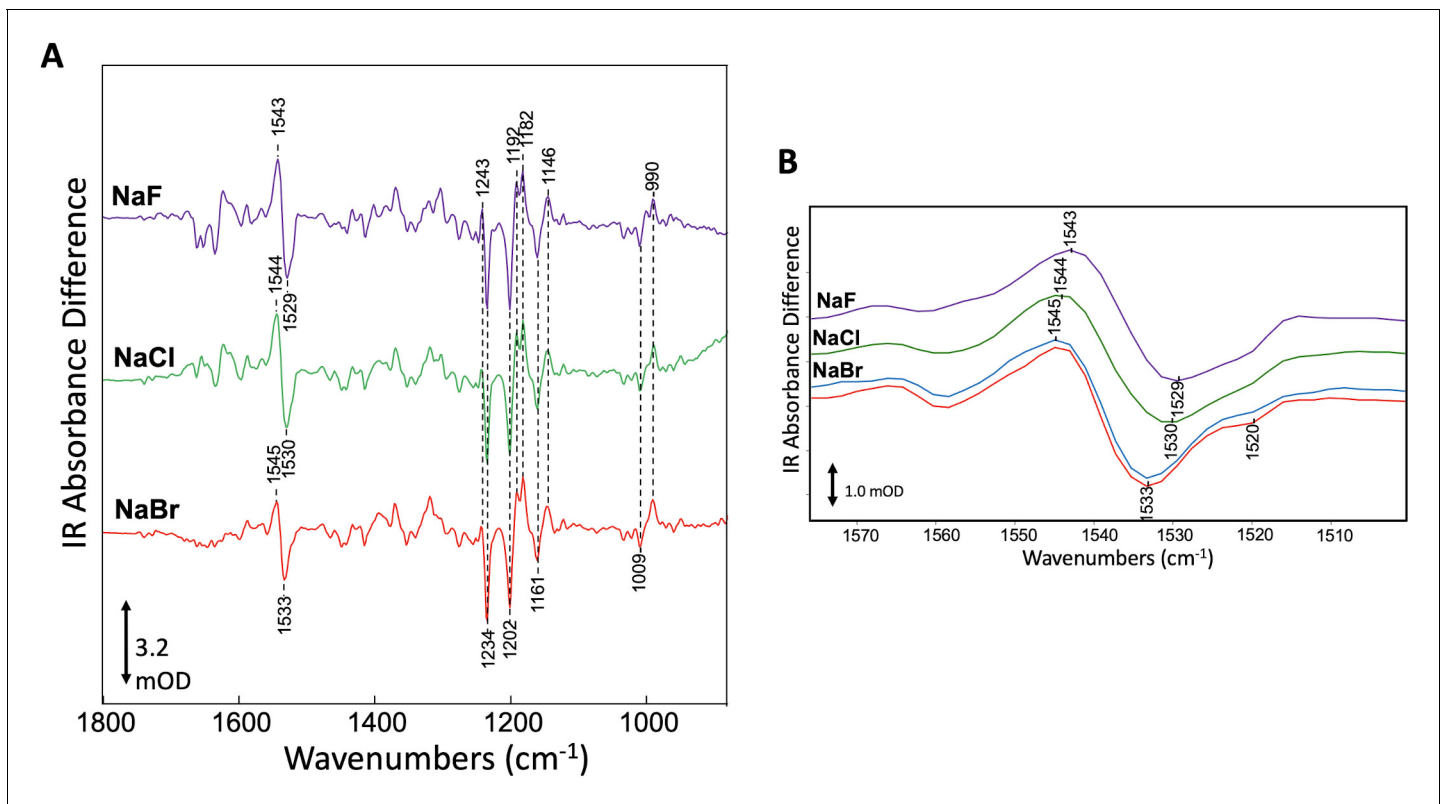 A
IR Absorbance Difference
NaF
NaCl
NaBr
1543
1529
1544
1530
1545
1533
1243
1234
1202
1192
1182
1161
1146
1009
990
3.2
mOD
1800
1600
1400
1200
1000
Wavenumbers (cm-1)
B
IR Absorbance Difference
NaF
NaCl
NaBr
1543
1544
1545
1529
1530
1533
1520
1.0 mOD
1570
1560
1550
1540
1530
1520
1510
Wavenumbers (cm-1)